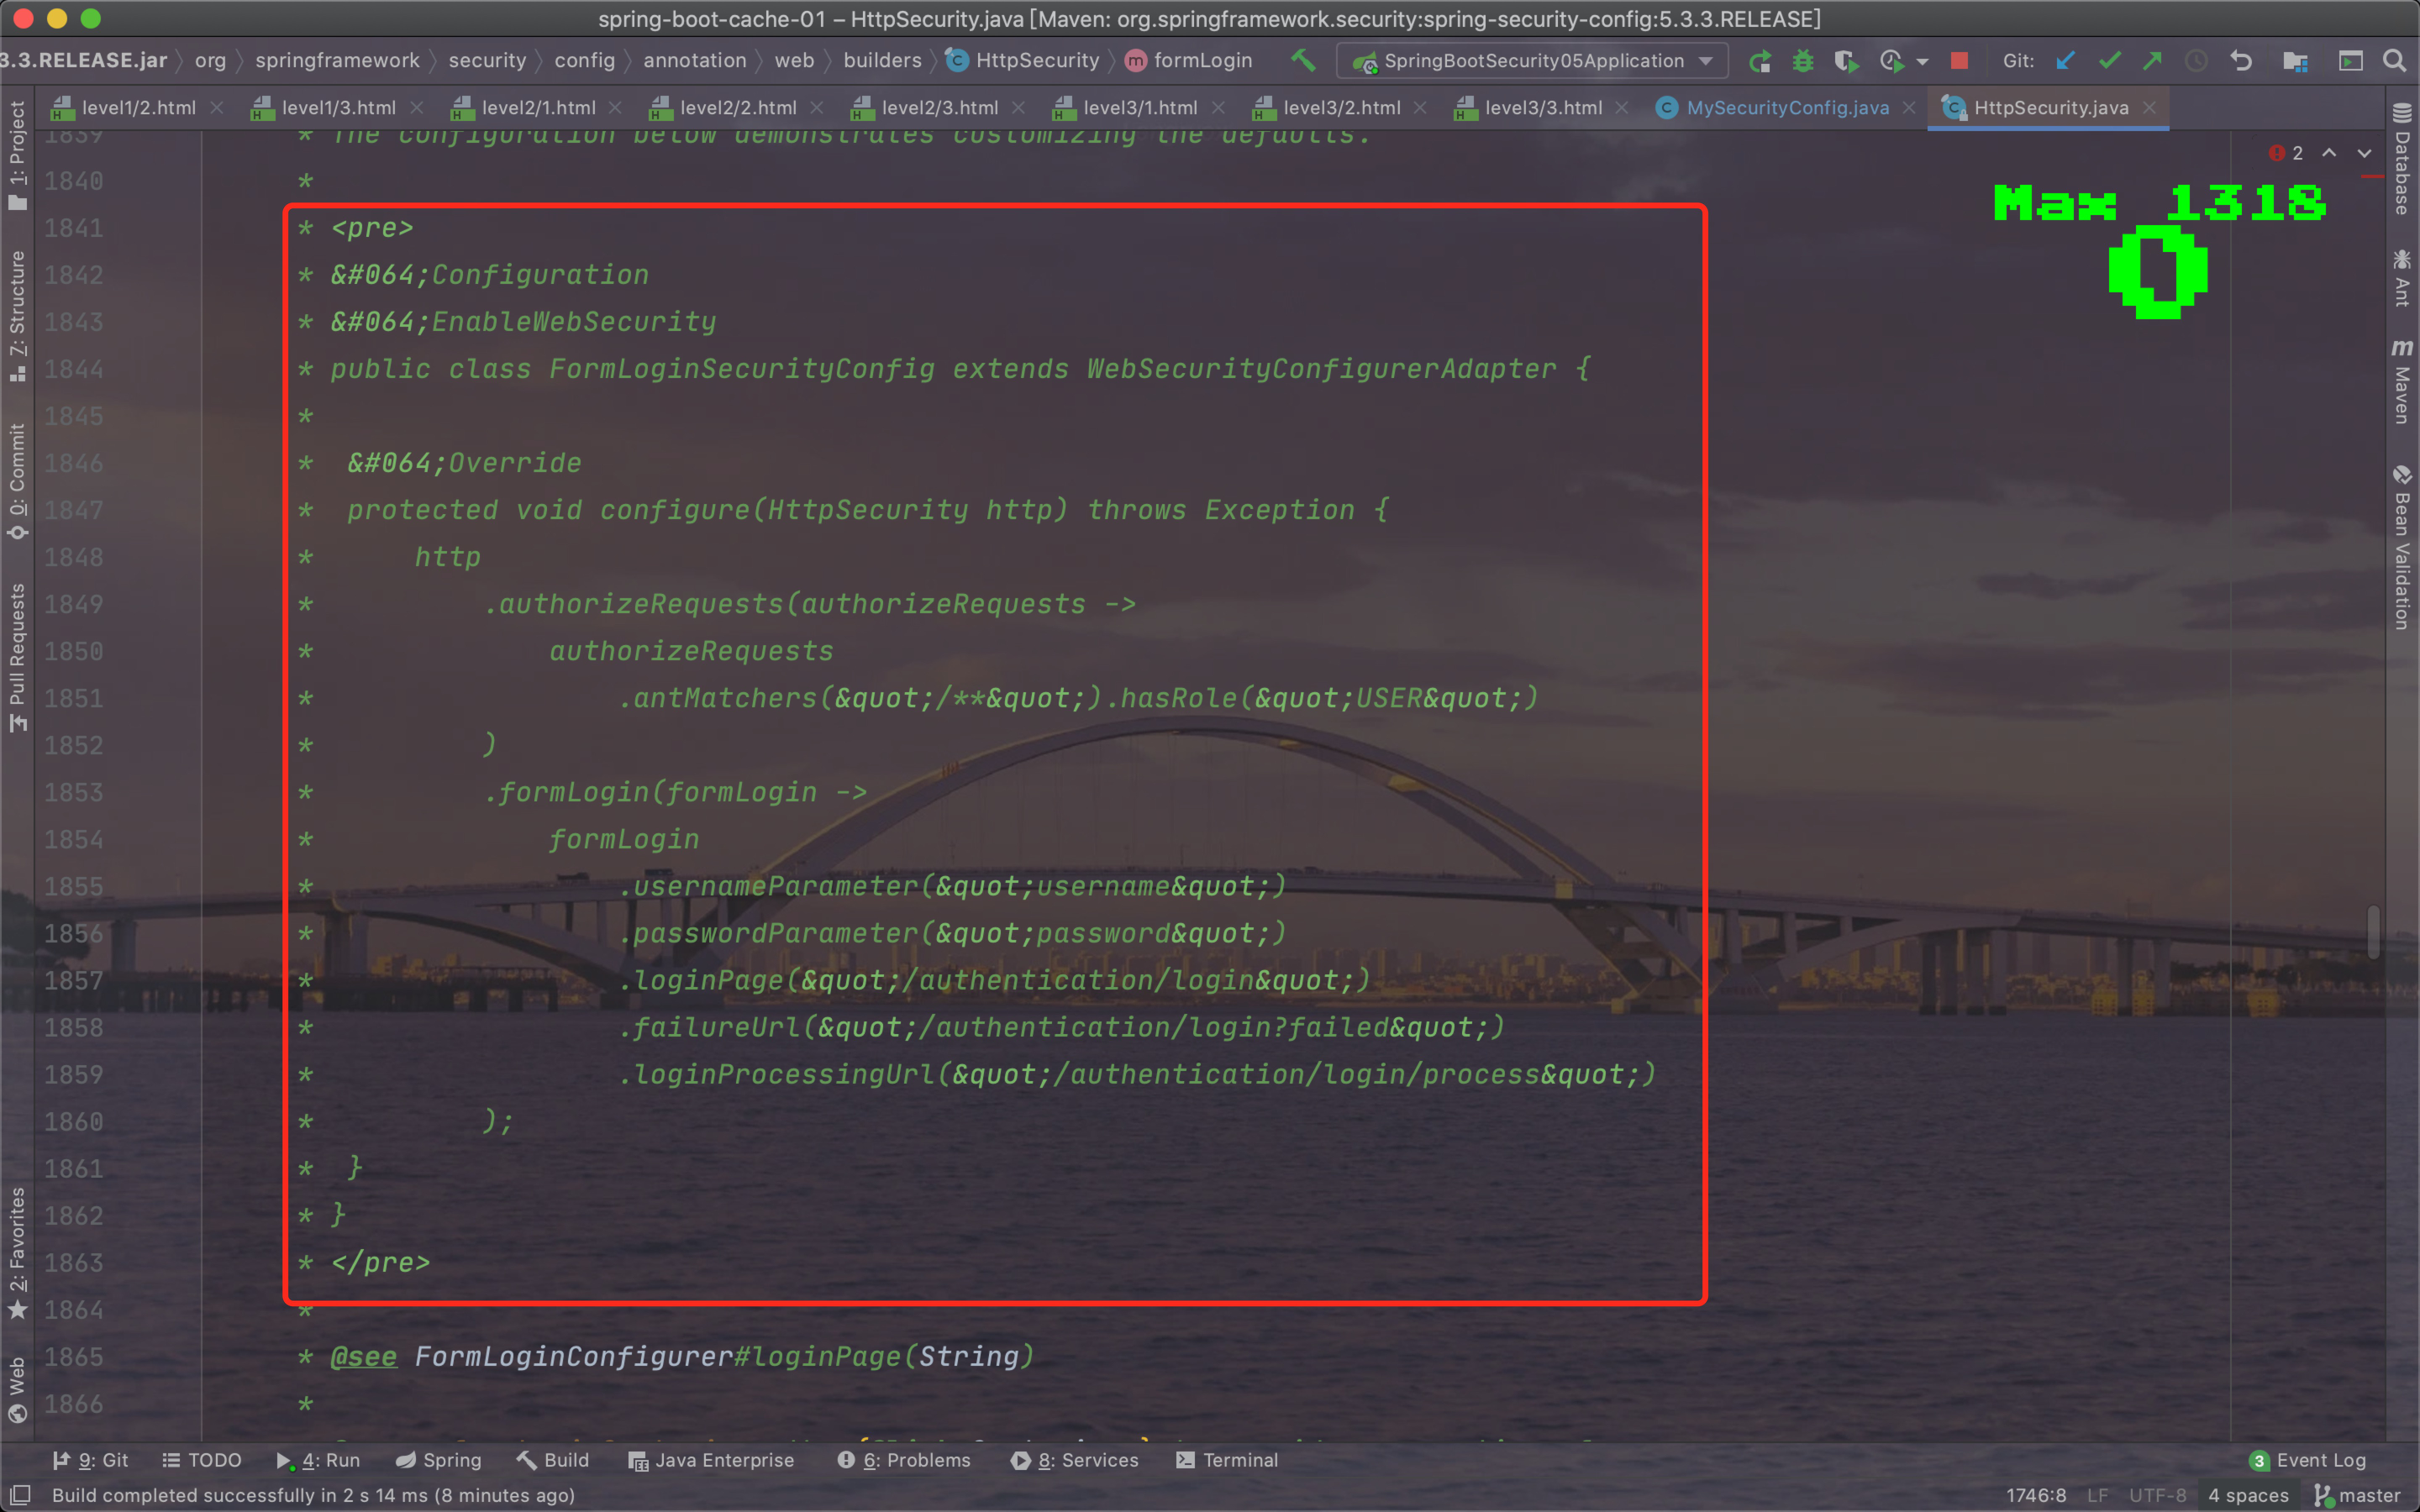 spring-boot-cache-01 – HttpSecurity.java [Maven: org.springframework.security:spring-security-config:5.3.3.RELEASE]
3.3.RELEASE.jar org springframework security config annotation web builders HttpSecurity formLogin SpringBootSecurity05Application Git:
level1/2.html level1/3.html level2/1.html level2/2.html level2/3.html level3/1.html level3/2.html level3/3.html MySecurityConfig.java HttpSecurity.java
1839 * The configuration below demonstrates customizing the defaults.
2
1840 *
Max 1318
0
1841 * <pre>
1842 * &#064;Configuration
1843 * &#064;EnableWebSecurity
1844 * public class FormLoginSecurityConfig extends WebSecurityConfigurerAdapter {
1845 *
1846 * &#064;Override
1847 * protected void configure(HttpSecurity http) throws Exception {
1848 * http
1849 * .authorizeRequests(authorizeRequests ->
1850 * authorizeRequests
1851 * .antMatchers(&quot;/**&quot;).hasRole(&quot;USER&quot;)
1852 * )
1853 * .formLogin(formLogin ->
1854 * formLogin
1855 * .usernameParameter(&quot;username&quot;)
1856 * .passwordParameter(&quot;password&quot;)
1857 * .loginPage(&quot;/authentication/login&quot;)
1858 * .failureUrl(&quot;/authentication/login?failed&quot;)
1859 * .loginProcessingUrl(&quot;/authentication/login/process&quot;)
1860 * );
1861 * }
1862 * }
1863 * </pre>
1864 *
1865 * @see FormLoginConfigurer#loginPage(String)
1866 *
1: Project
Z: Structure
0: Commit
Pull Requests
2: Favorites
Web
Database
Ant
Maven
Bean Validation
9: Git TODO 4: Run Spring Build Java Enterprise 6: Problems 8: Services Terminal 3 Event Log
Build completed successfully in 2 s 14 ms (8 minutes ago) 1746:8 LF UTF-8 4 spaces master